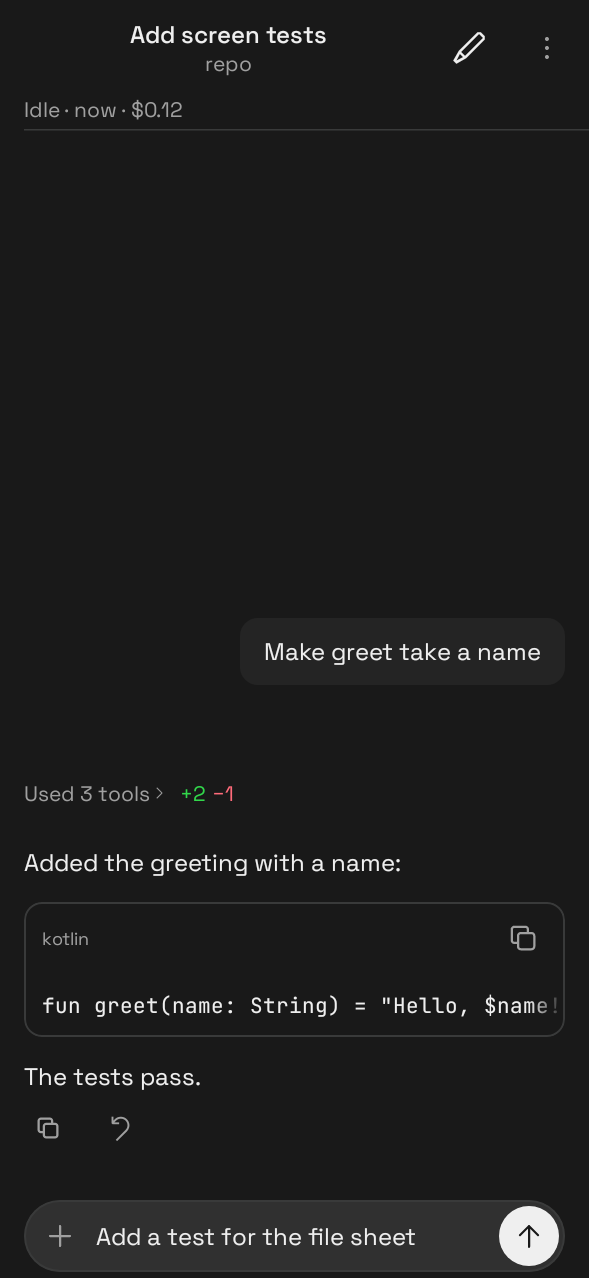 Add screen tests
repo
Idle · now · $0.12
Make greet take a name
Used 3 tools › +2 −1
Added the greeting with a name:
kotlin
fun greet(name: String) = "Hello, $name!
The tests pass.
Add a test for the file sheet